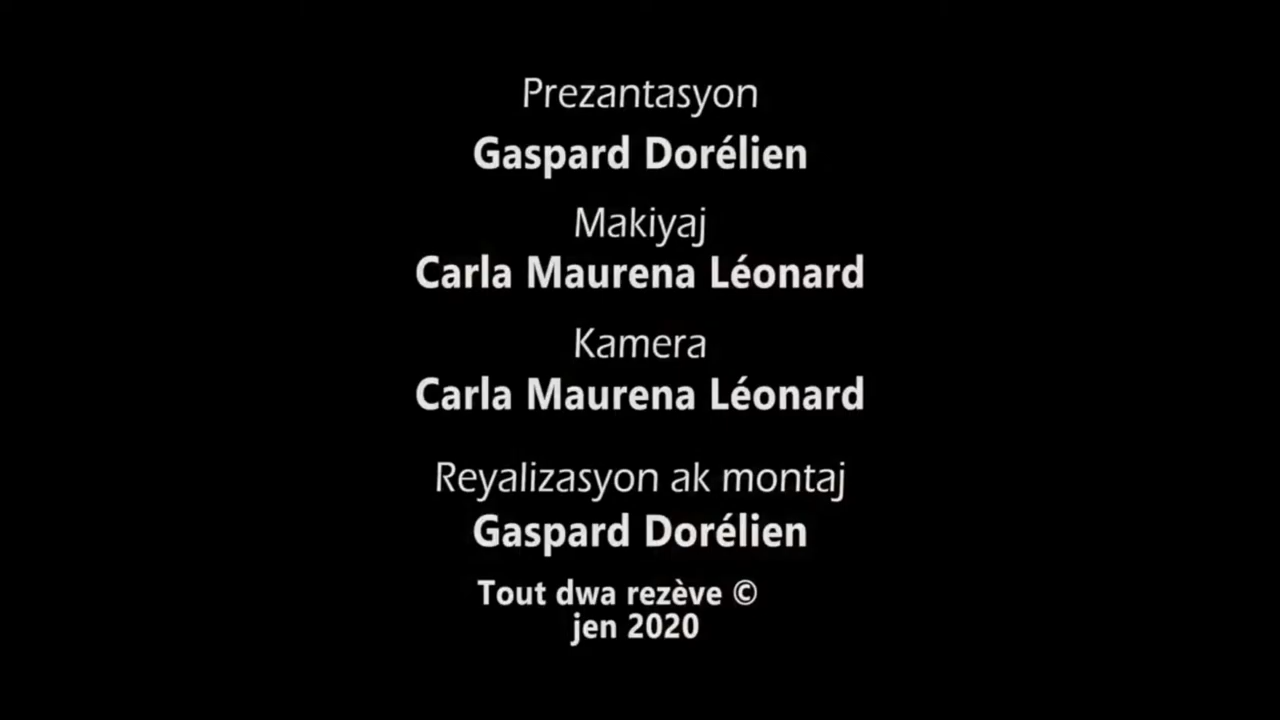 Prezantasyon
Gaspard Dorélien
Makiyaj
Carla Maurena Léonard
Kamera
Carla Maurena Léonard
Reyalizasyon ak montaj
Gaspard Dorélien
Tout dwa rezève ©
jen 2020